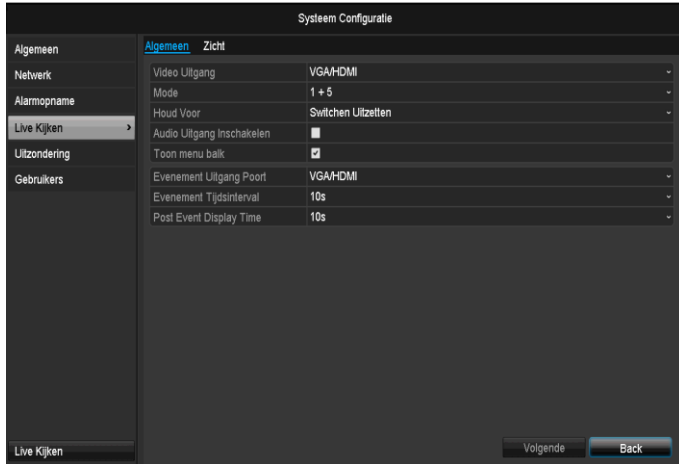 Systeem Configuratie
Algemeen
Netwerk
Alarmopname
Live Kijken ›
Uitzondering
Gebruikers
Live Kijken
Algemeen Zicht
Video Uitgang VGA/HDMI
Mode 1 + 5
Houd Voor Switchen Uitzetten
Audio Uitgang Inschakelen
Toon menu balk
Evenement Uitgang Poort VGA/HDMI
Evenement Tijdsinterval 10s
Post Event Display Time 10s
Volgende Back